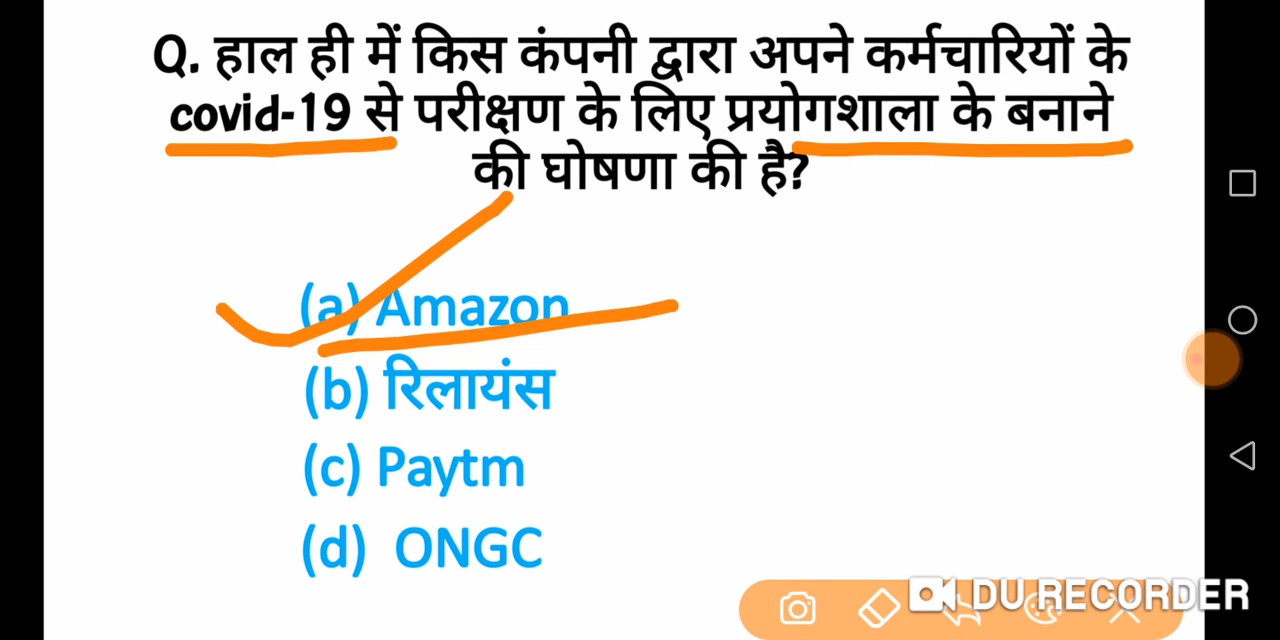 Q. हाल ही में किस कंपनी द्वारा अपने कर्मचारियों के
covid-19 से परीक्षण के लिए प्रयोगशाला के बनाने
की घोषणा की है?
(a) Amazon
(b) रिलायंस
(c) Paytm
(d) ONGC
DU RECORDER